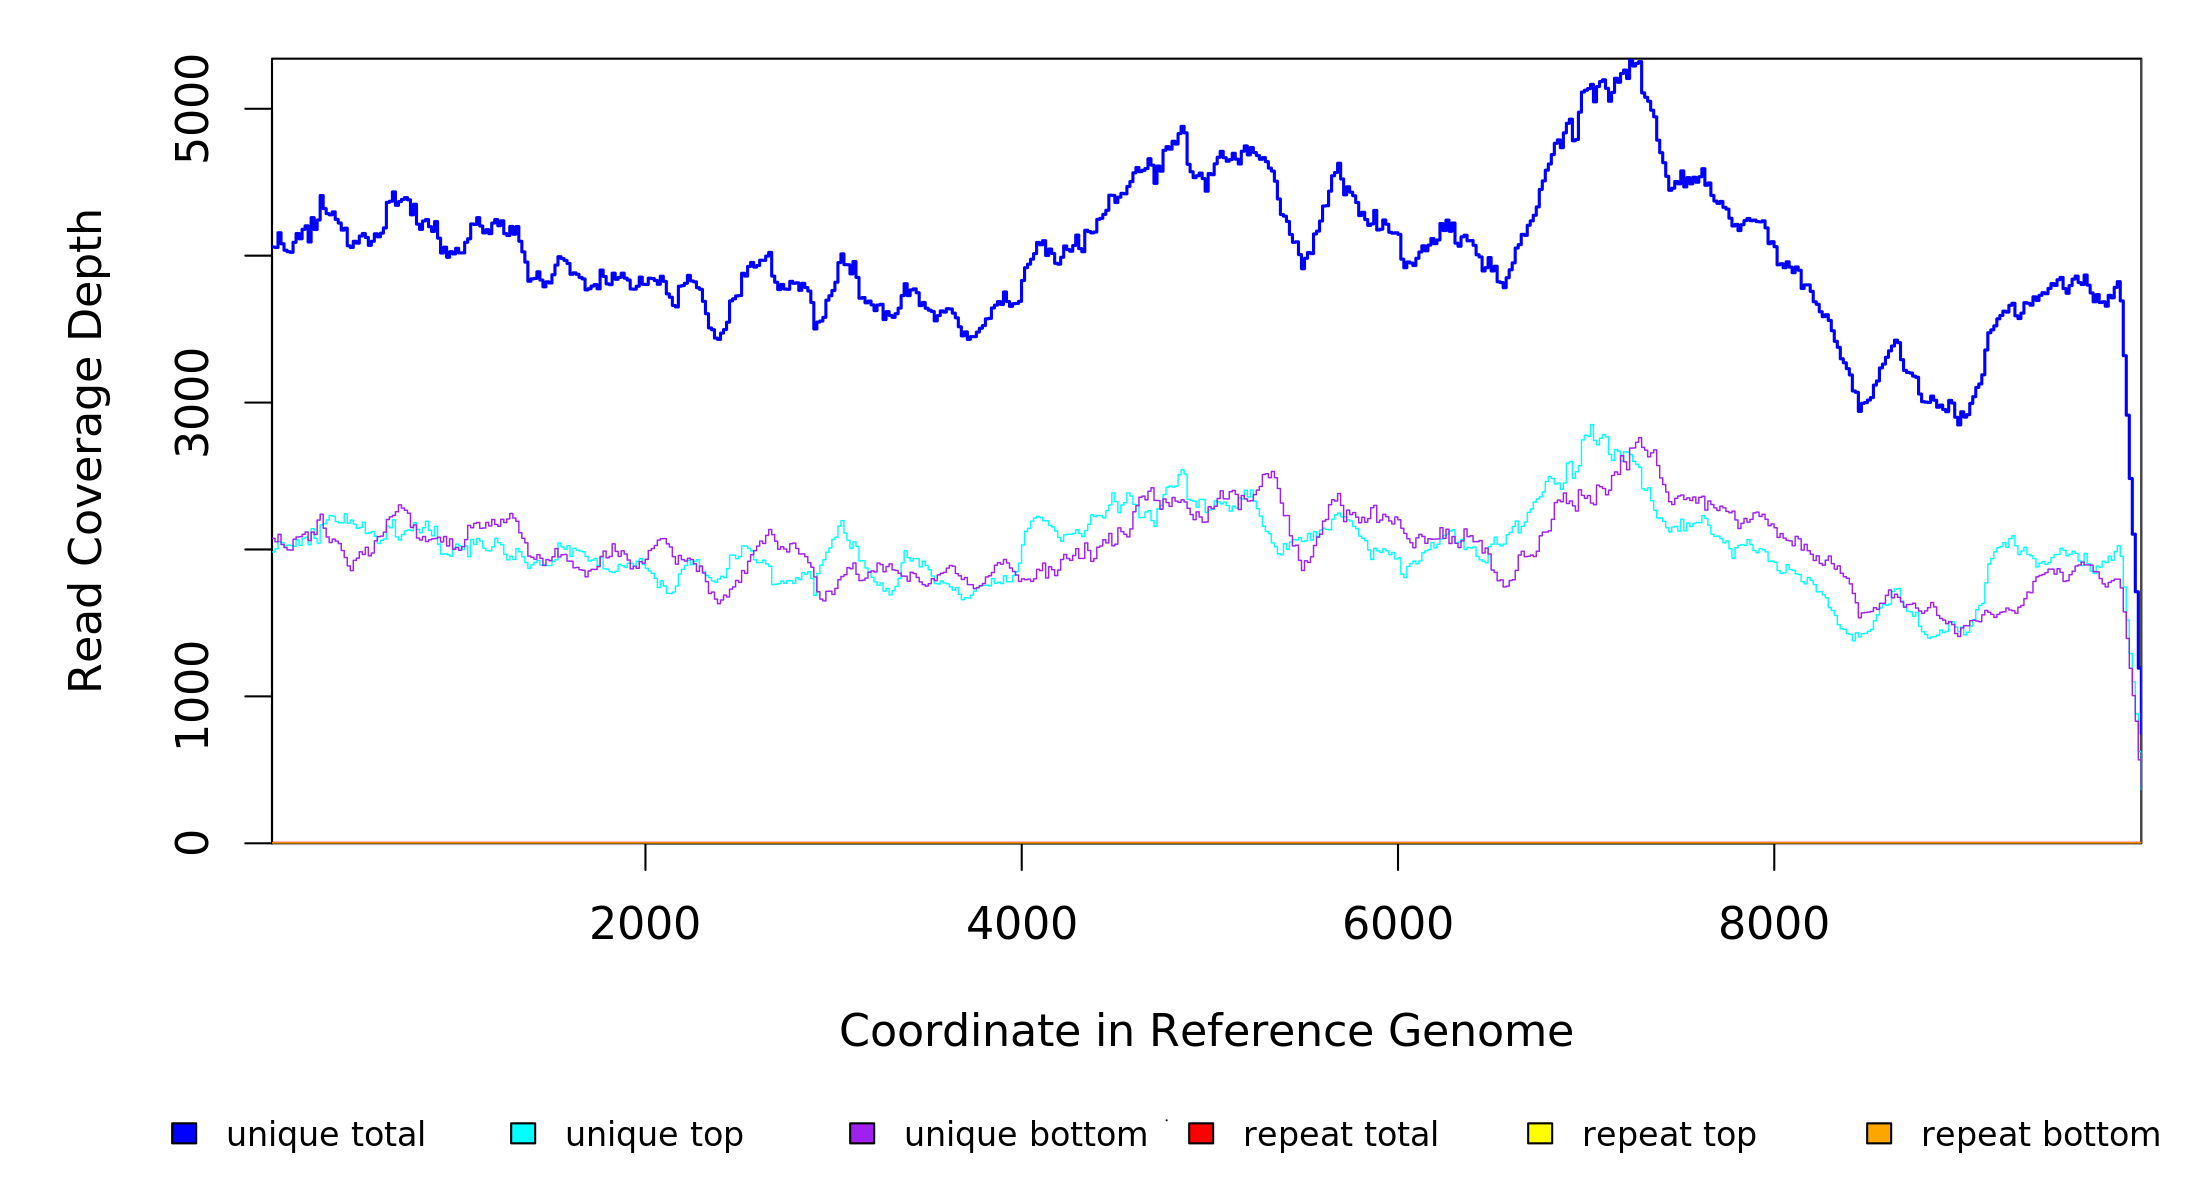 Read Coverage Depth
5000
3000
1000
0
2000 4000 6000 8000
Coordinate in Reference Genome
unique total unique top unique bottom repeat total repeat top repeat bottom